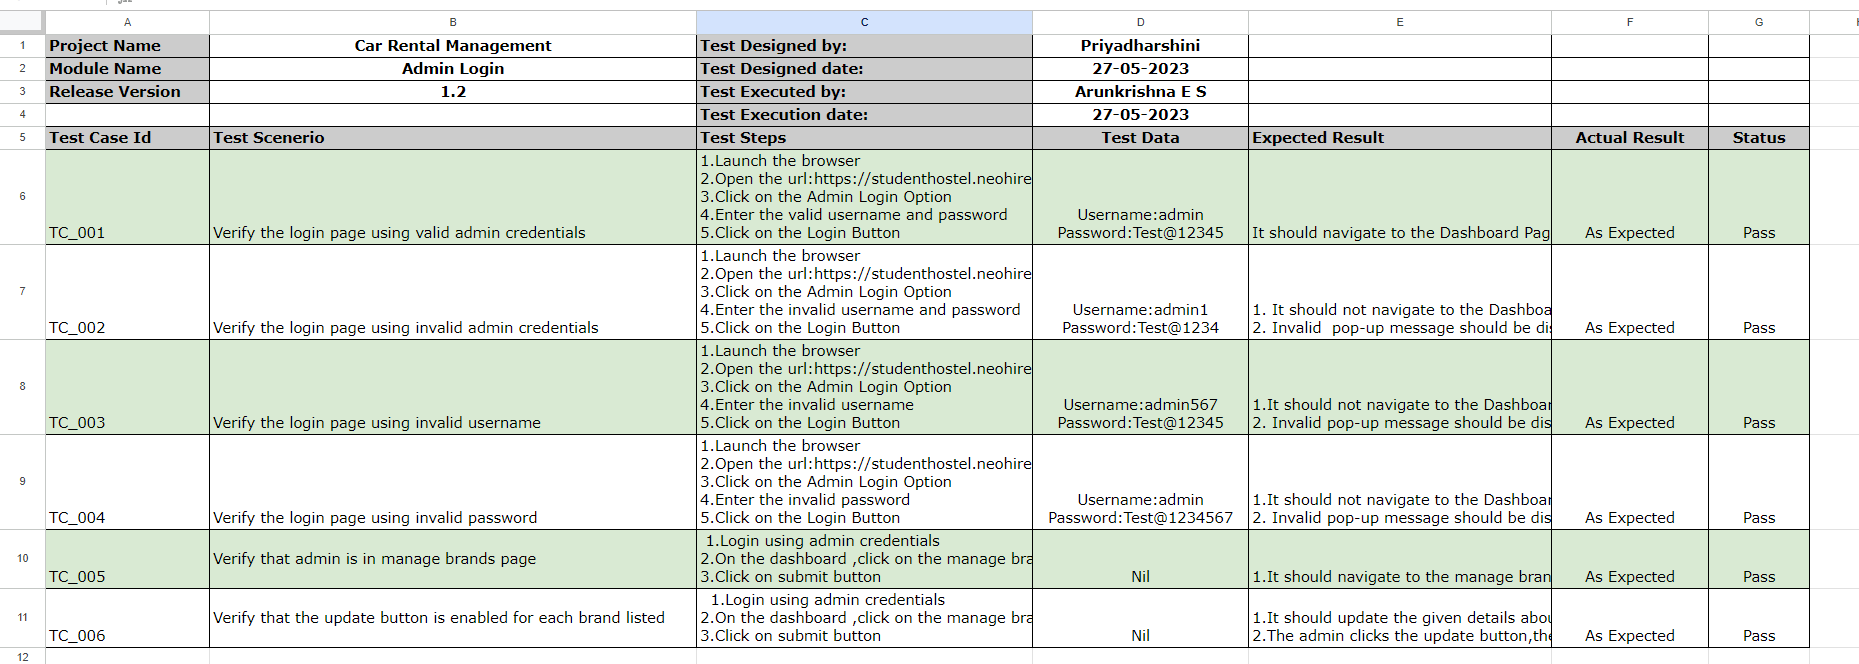 A B C D E F G
1 Project Name Car Rental Management Test Designed by: Priyadharshini
2 Module Name Admin Login Test Designed date: 27-05-2023
3 Release Version 1.2 Test Executed by: Arunkrishna E S
4 Test Execution date: 27-05-2023
5 Test Case Id Test Scenerio Test Steps Test Data Expected Result Actual Result Status
1.Launch the browser
2.Open the url:https://studenthostel.neohire
6 3.Click on the Admin Login Option
4.Enter the valid username and password Username:admin
TC_001 Verify the login page using valid admin credentials 5.Click on the Login Button Password:Test@12345 It should navigate to the Dashboard Pag As Expected Pass
1.Launch the browser
2.Open the url:https://studenthostel.neohire
7 3.Click on the Admin Login Option
4.Enter the invalid username and password Username:admin1 1. It should not navigate to the Dashboa
TC_002 Verify the login page using invalid admin credentials 5.Click on the Login Button Password:Test@1234 2. Invalid  pop-up message should be dis As Expected Pass
1.Launch the browser
2.Open the url:https://studenthostel.neohire
8 3.Click on the Admin Login Option
4.Enter the invalid username Username:admin567 1.It should not navigate to the Dashboar
TC_003 Verify the login page using invalid username 5.Click on the Login Button Password:Test@12345 2. Invalid pop-up message should be dis As Expected Pass
1.Launch the browser
2.Open the url:https://studenthostel.neohire
9 3.Click on the Admin Login Option
4.Enter the invalid password Username:admin 1.It should not navigate to the Dashboar
TC_004 Verify the login page using invalid password 5.Click on the Login Button Password:Test@1234567 2. Invalid pop-up message should be dis As Expected Pass
1.Login using admin credentials
10 Verify that admin is in manage brands page 2.On the dashboard ,click on the manage bra
TC_005 3.Click on submit button Nil 1.It should navigate to the manage bran As Expected Pass
1.Login using admin credentials
11 Verify that the update button is enabled for each brand listed 2.On the dashboard ,click on the manage bra 1.It should update the given details abou
TC_006 3.Click on submit button Nil 2.The admin clicks the update button,the As Expected Pass
12